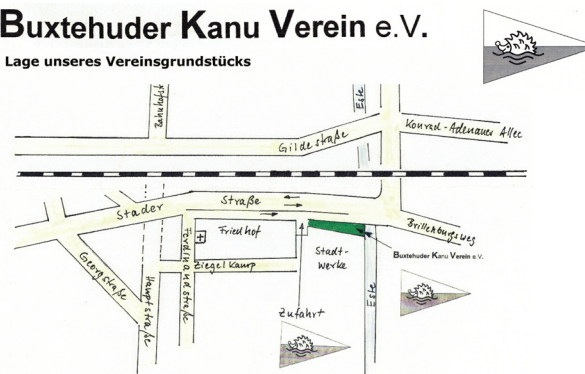 Buxtehuder Kanu Verein e.V.
Lage unseres Vereinsgrundstücks
Bahnhofstr.
Este
Gildestraße
Konrad-Adenauer Allee
Stader
Straße
Brillenburgsweg
Friedhof
Ferdinandstraße
Stadt-
werke
Buxtehuder Kanu Verein e.V.
Ziegelkamp
Georgstraße
Hauptstraße
Este
Zufahrt